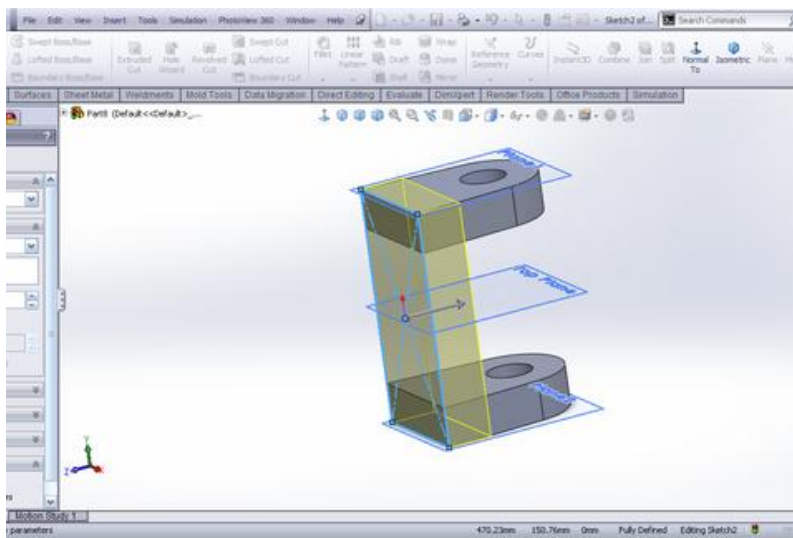 File Edit View Insert Tools Simulation PhotoView 360 Window Help Sketch2 of... Search Commands
Swept Boss/Base Extruded Cut Hole Wizard Revolved Cut Swept Cut Fillet Linear Pattern Rib Wrap Reference Geometry Curves Instant3D Combine Join Split Normal To Isometric Plane
Lofted Boss/Base Lofted Cut Draft Dome
Boundary Boss/Base Boundary Cut Shell Mirror
Surfaces Sheet Metal Weldments Mold Tools Data Migration Direct Editing Evaluate DimXpert Render Tools Office Products Simulation
Part8 (Default<<Default>_...
Top Plane
Y
Z
Motion Study 1
parameters 470.23mm 150.76mm 0mm Fully Defined Editing Sketch2